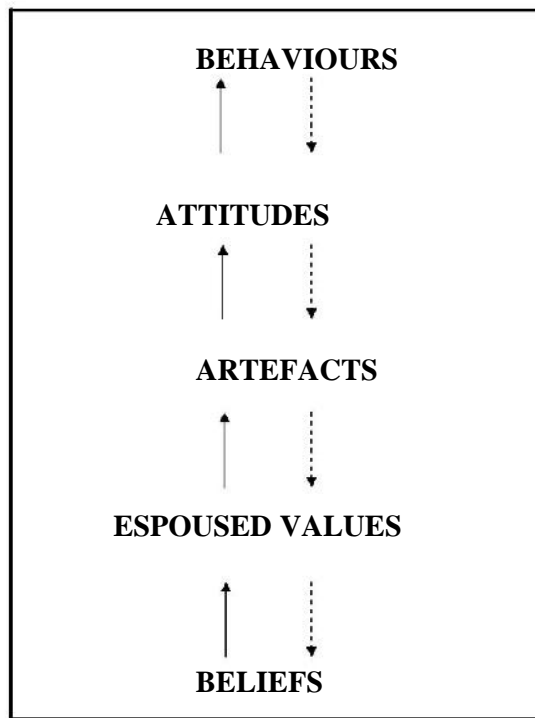 BEHAVIOURS
ATTITUDES
ARTEFACTS
ESPOUSED VALUES
BELIEFS